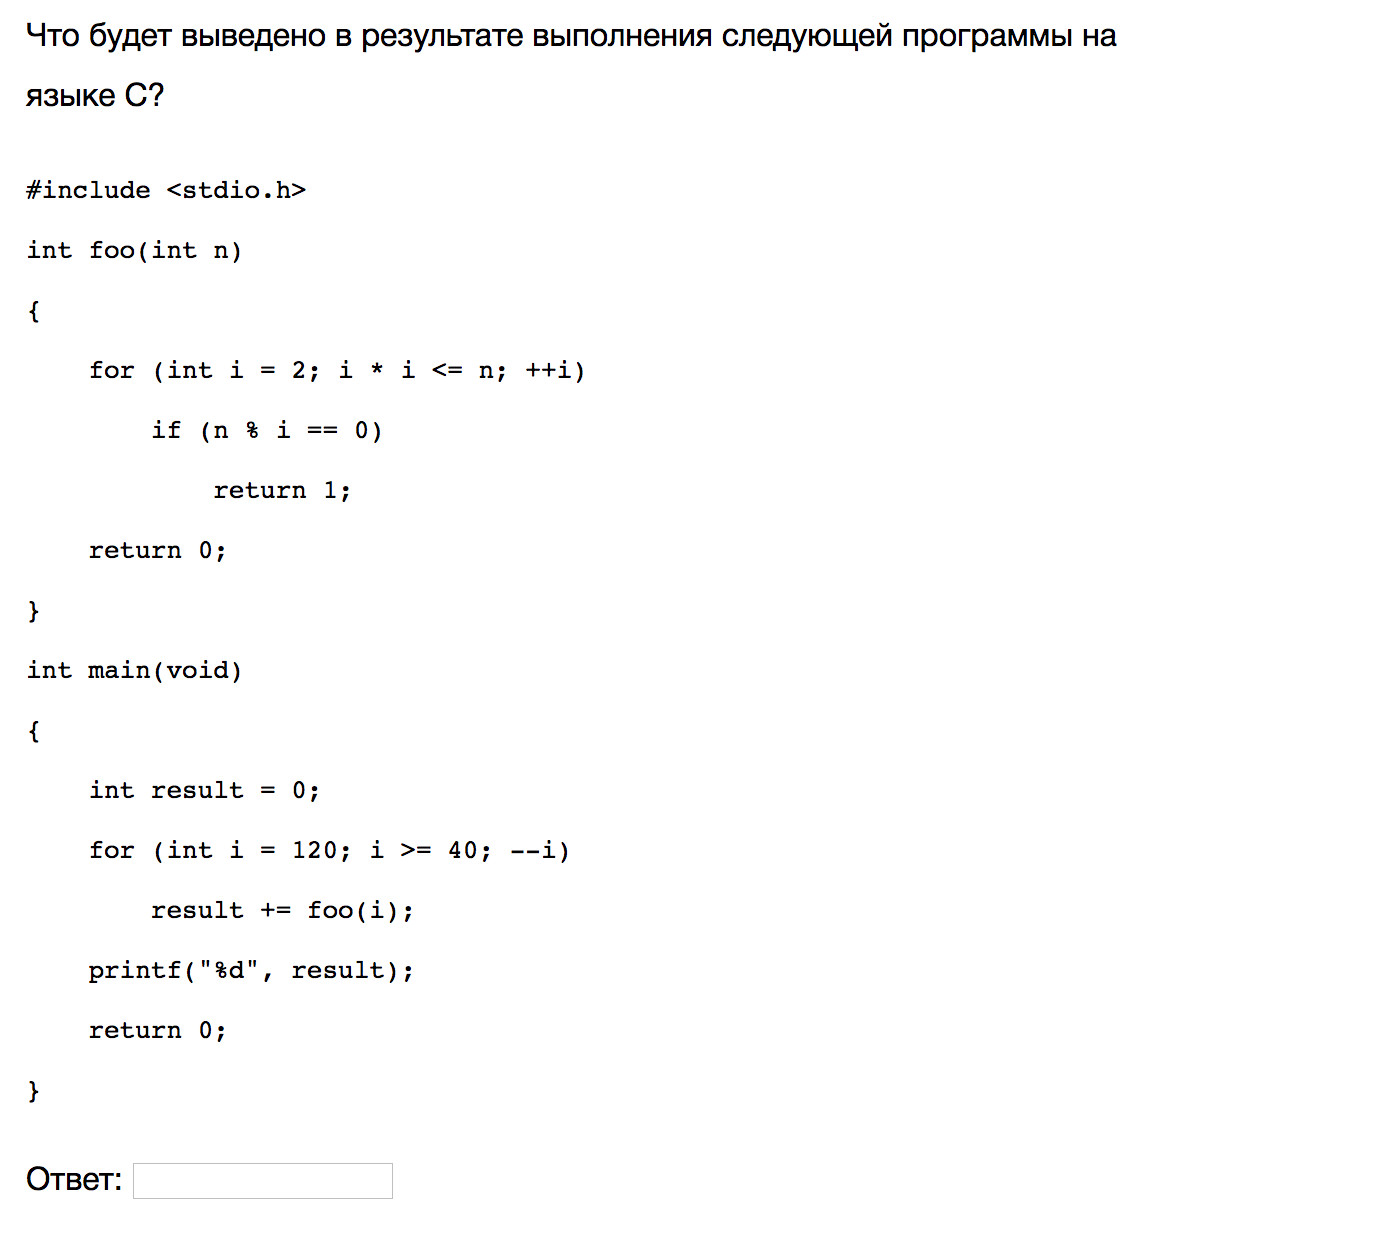 Что будет выведено в результате выполнения следующей программы на
языке C?
#include <stdio.h>
int foo(int n)
{
    for (int i = 2; i * i <= n; ++i)
        if (n % i == 0)
            return 1;
    return 0;
}
int main(void)
{
    int result = 0;
    for (int i = 120; i >= 40; --i)
        result += foo(i);
    printf("%d", result);
    return 0;
}
Ответ: